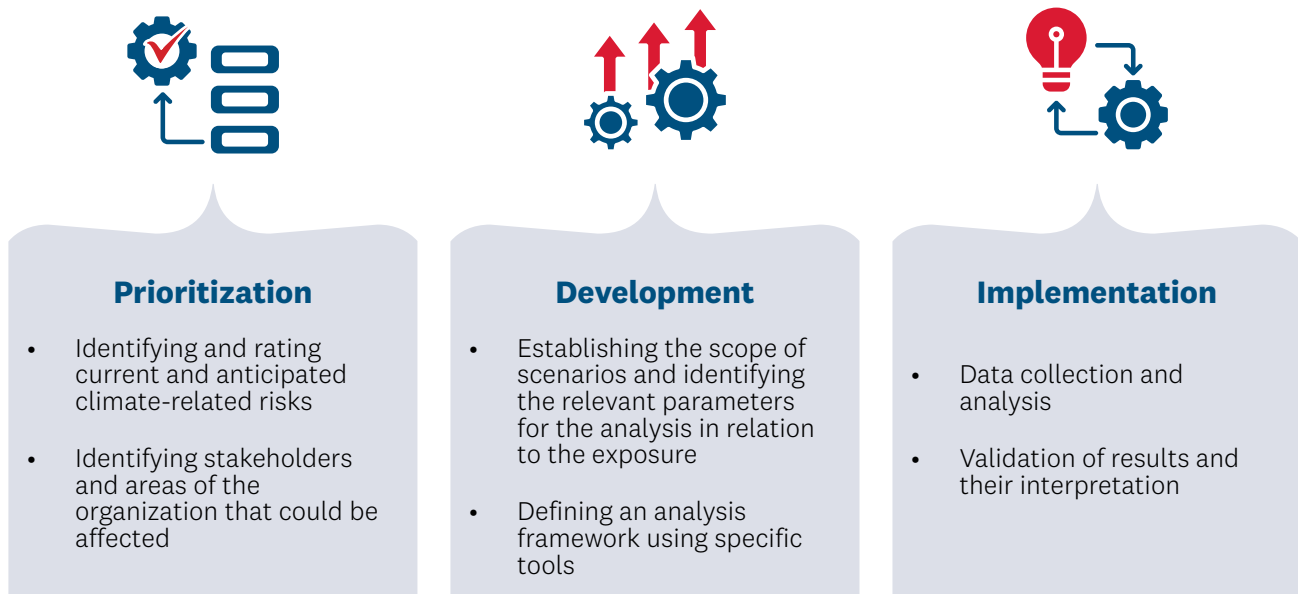 Prioritization
• Identifying and rating
current and anticipated
climate-related risks
• Identifying stakeholders
and areas of the
organization that could be
affected
Development
• Establishing the scope of
scenarios and identifying
the relevant parameters
for the analysis in relation
to the exposure
• Defining an analysis
framework using specific
tools
Implementation
• Data collection and
analysis
• Validation of results and
their interpretation